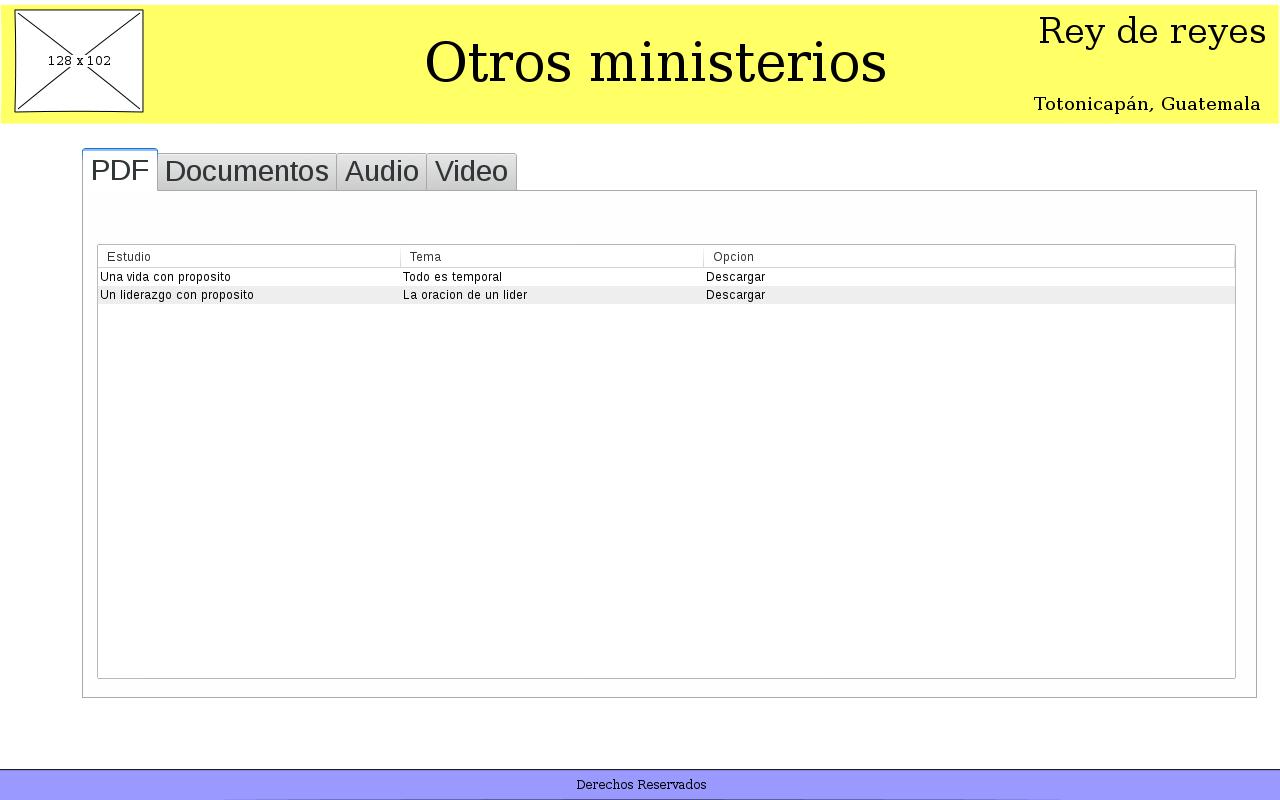 128 x 102
Otros ministerios
Rey de reyes
Totonicapán, Guatemala
PDF Documentos Audio Video
Estudio Tema Opcion
Una vida con proposito Todo es temporal Descargar
Un liderazgo con proposito La oracion de un lider Descargar
Derechos Reservados